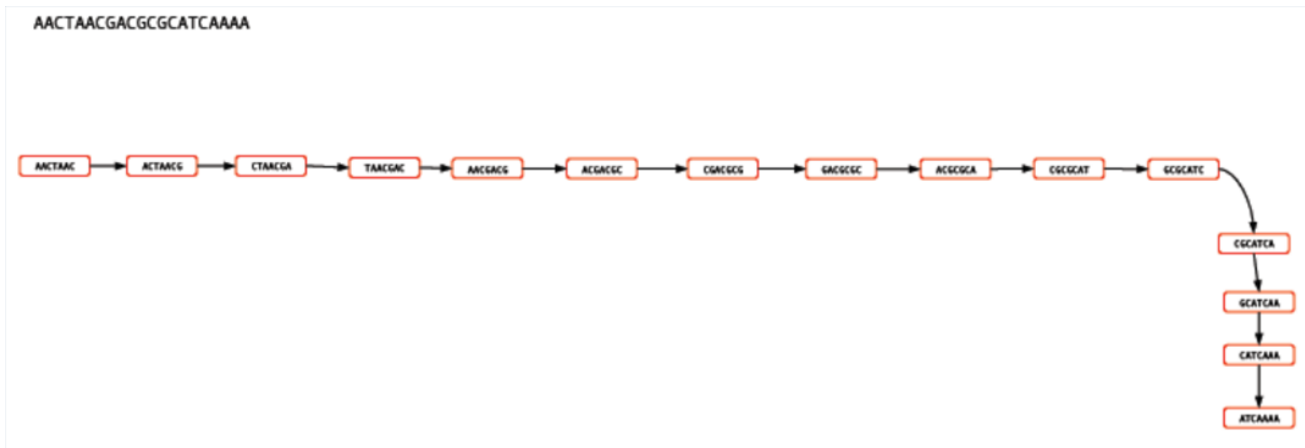 AACTAACGACGCGCATCAAAA
AACTAAC ACTAACG CTAACGA TAACGAC AACGACG ACGACGC CGACGCG GACGCGC ACGCGCA CGCGCAT GCGCATC
CGCATCA
GCATCAA
CATCAAA
ATCAAAA